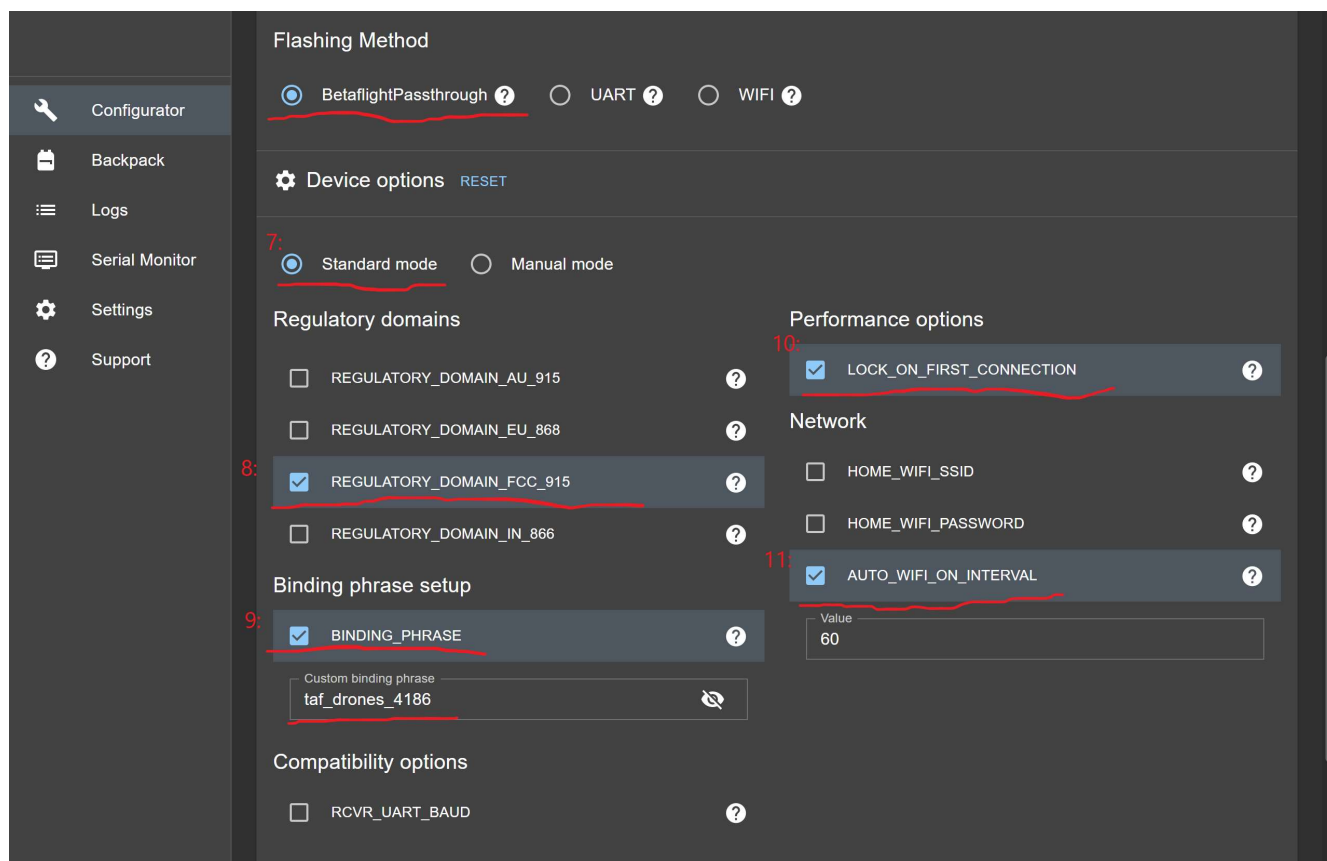 Configurator
Backpack
Logs
Serial Monitor
Settings
Support
Flashing Method
BetaflightPassthrough ? UART ? WIFI ?
Device options RESET
7:
Standard mode Manual mode
Regulatory domains
REGULATORY_DOMAIN_AU_915 ?
REGULATORY_DOMAIN_EU_868 ?
8:
REGULATORY_DOMAIN_FCC_915 ?
REGULATORY_DOMAIN_IN_866 ?
Binding phrase setup
9:
BINDING_PHRASE ?
Custom binding phrase
taf_drones_4186
Compatibility options
RCVR_UART_BAUD ?
Performance options
10:
LOCK_ON_FIRST_CONNECTION ?
Network
HOME_WIFI_SSID ?
HOME_WIFI_PASSWORD ?
11:
AUTO_WIFI_ON_INTERVAL ?
Value
60